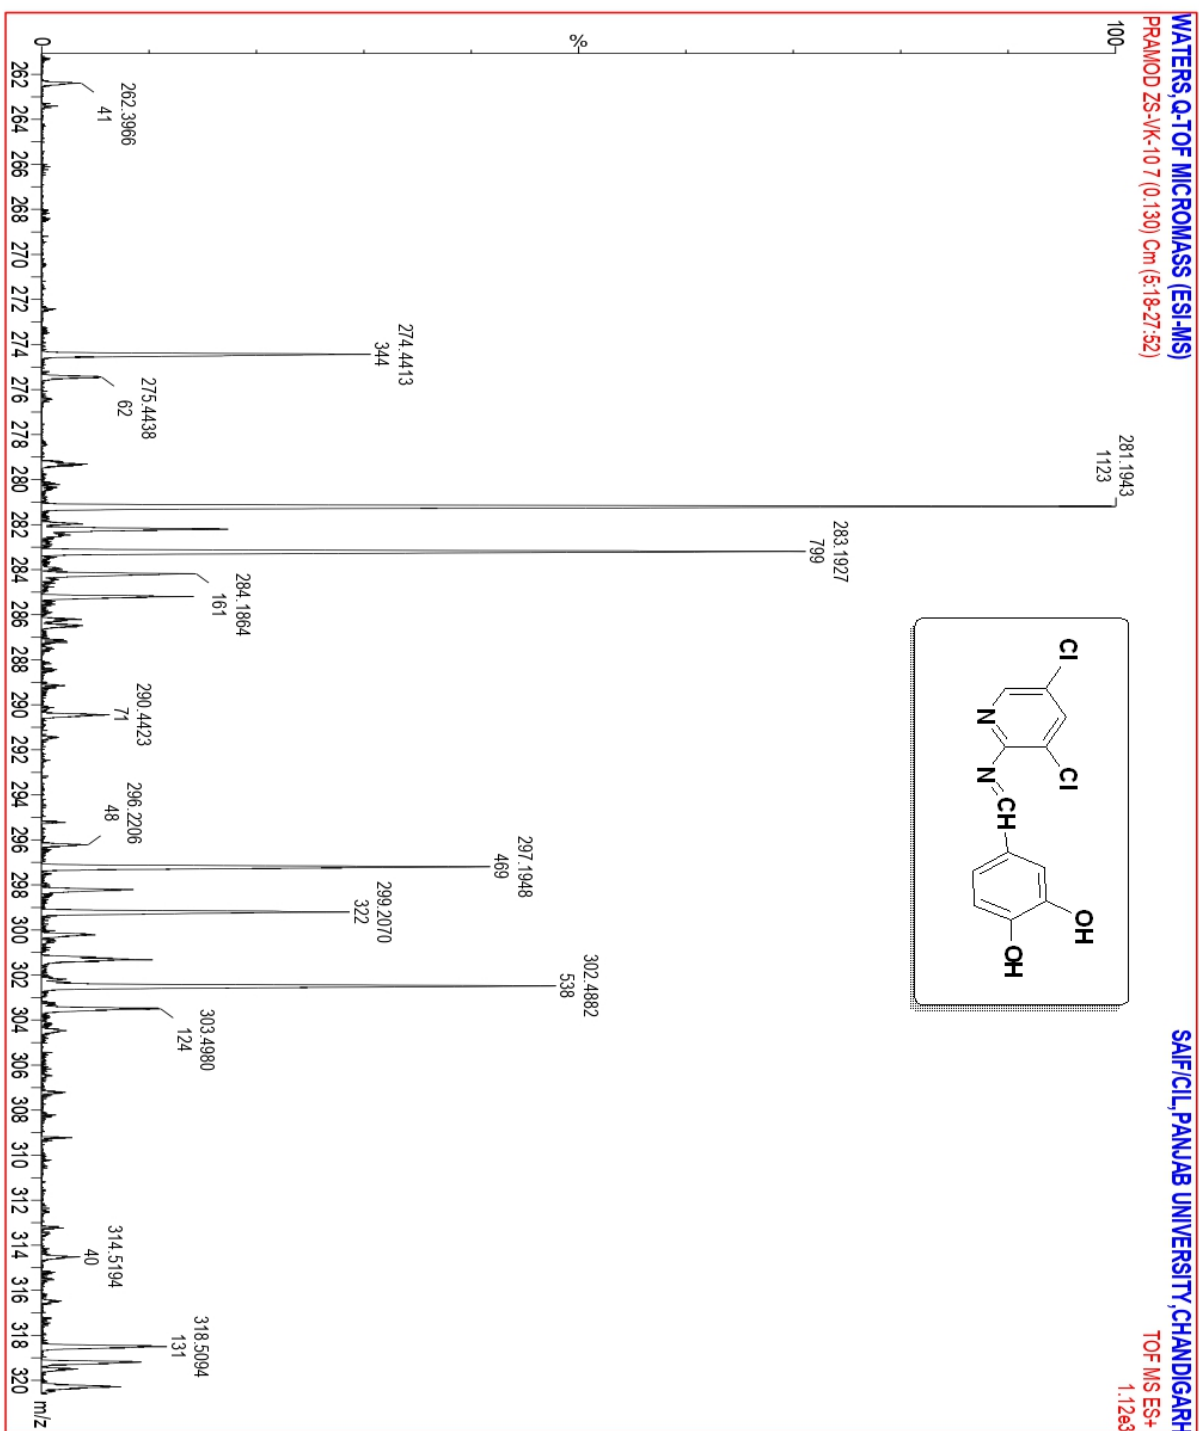 WATERS,Q-TOF MICROMASS (ESI-MS)
SAIF/CIL,PANJAB UNIVERSITY,CHANDIGARH
PRAMOD ZS-VK-10 7 (0.130) Cm (5:18-27:52)
TOF MS ES+
1.12e3
100
%
0
281.1943
1123
283.1927
799
302.4882
538
297.1948
469
274.4413
344
299.2070
322
284.1864
161
318.5094
131
303.4980
124
290.4423
71
275.4438
62
296.2206
48
262.3966
41
314.5194
40
Cl
Cl
N
N
CH
OH
OH
262 264 266 268 270 272 274 276 278 280 282 284 286 288 290 292 294 296 298 300 302 304 306 308 310 312 314 316 318 320
m/z